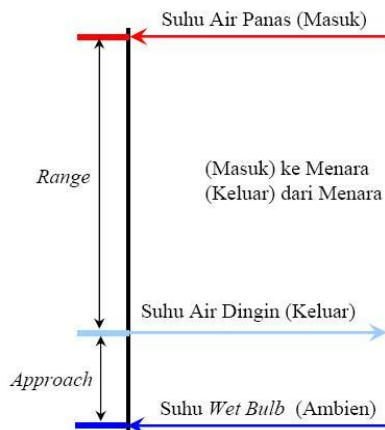 Suhu Air Panas (Masuk)
Range
(Masuk) ke Menara
(Keluar) dari Menara
Suhu Air Dingin (Keluar)
Approach
Suhu Wet Bulb (Ambien)